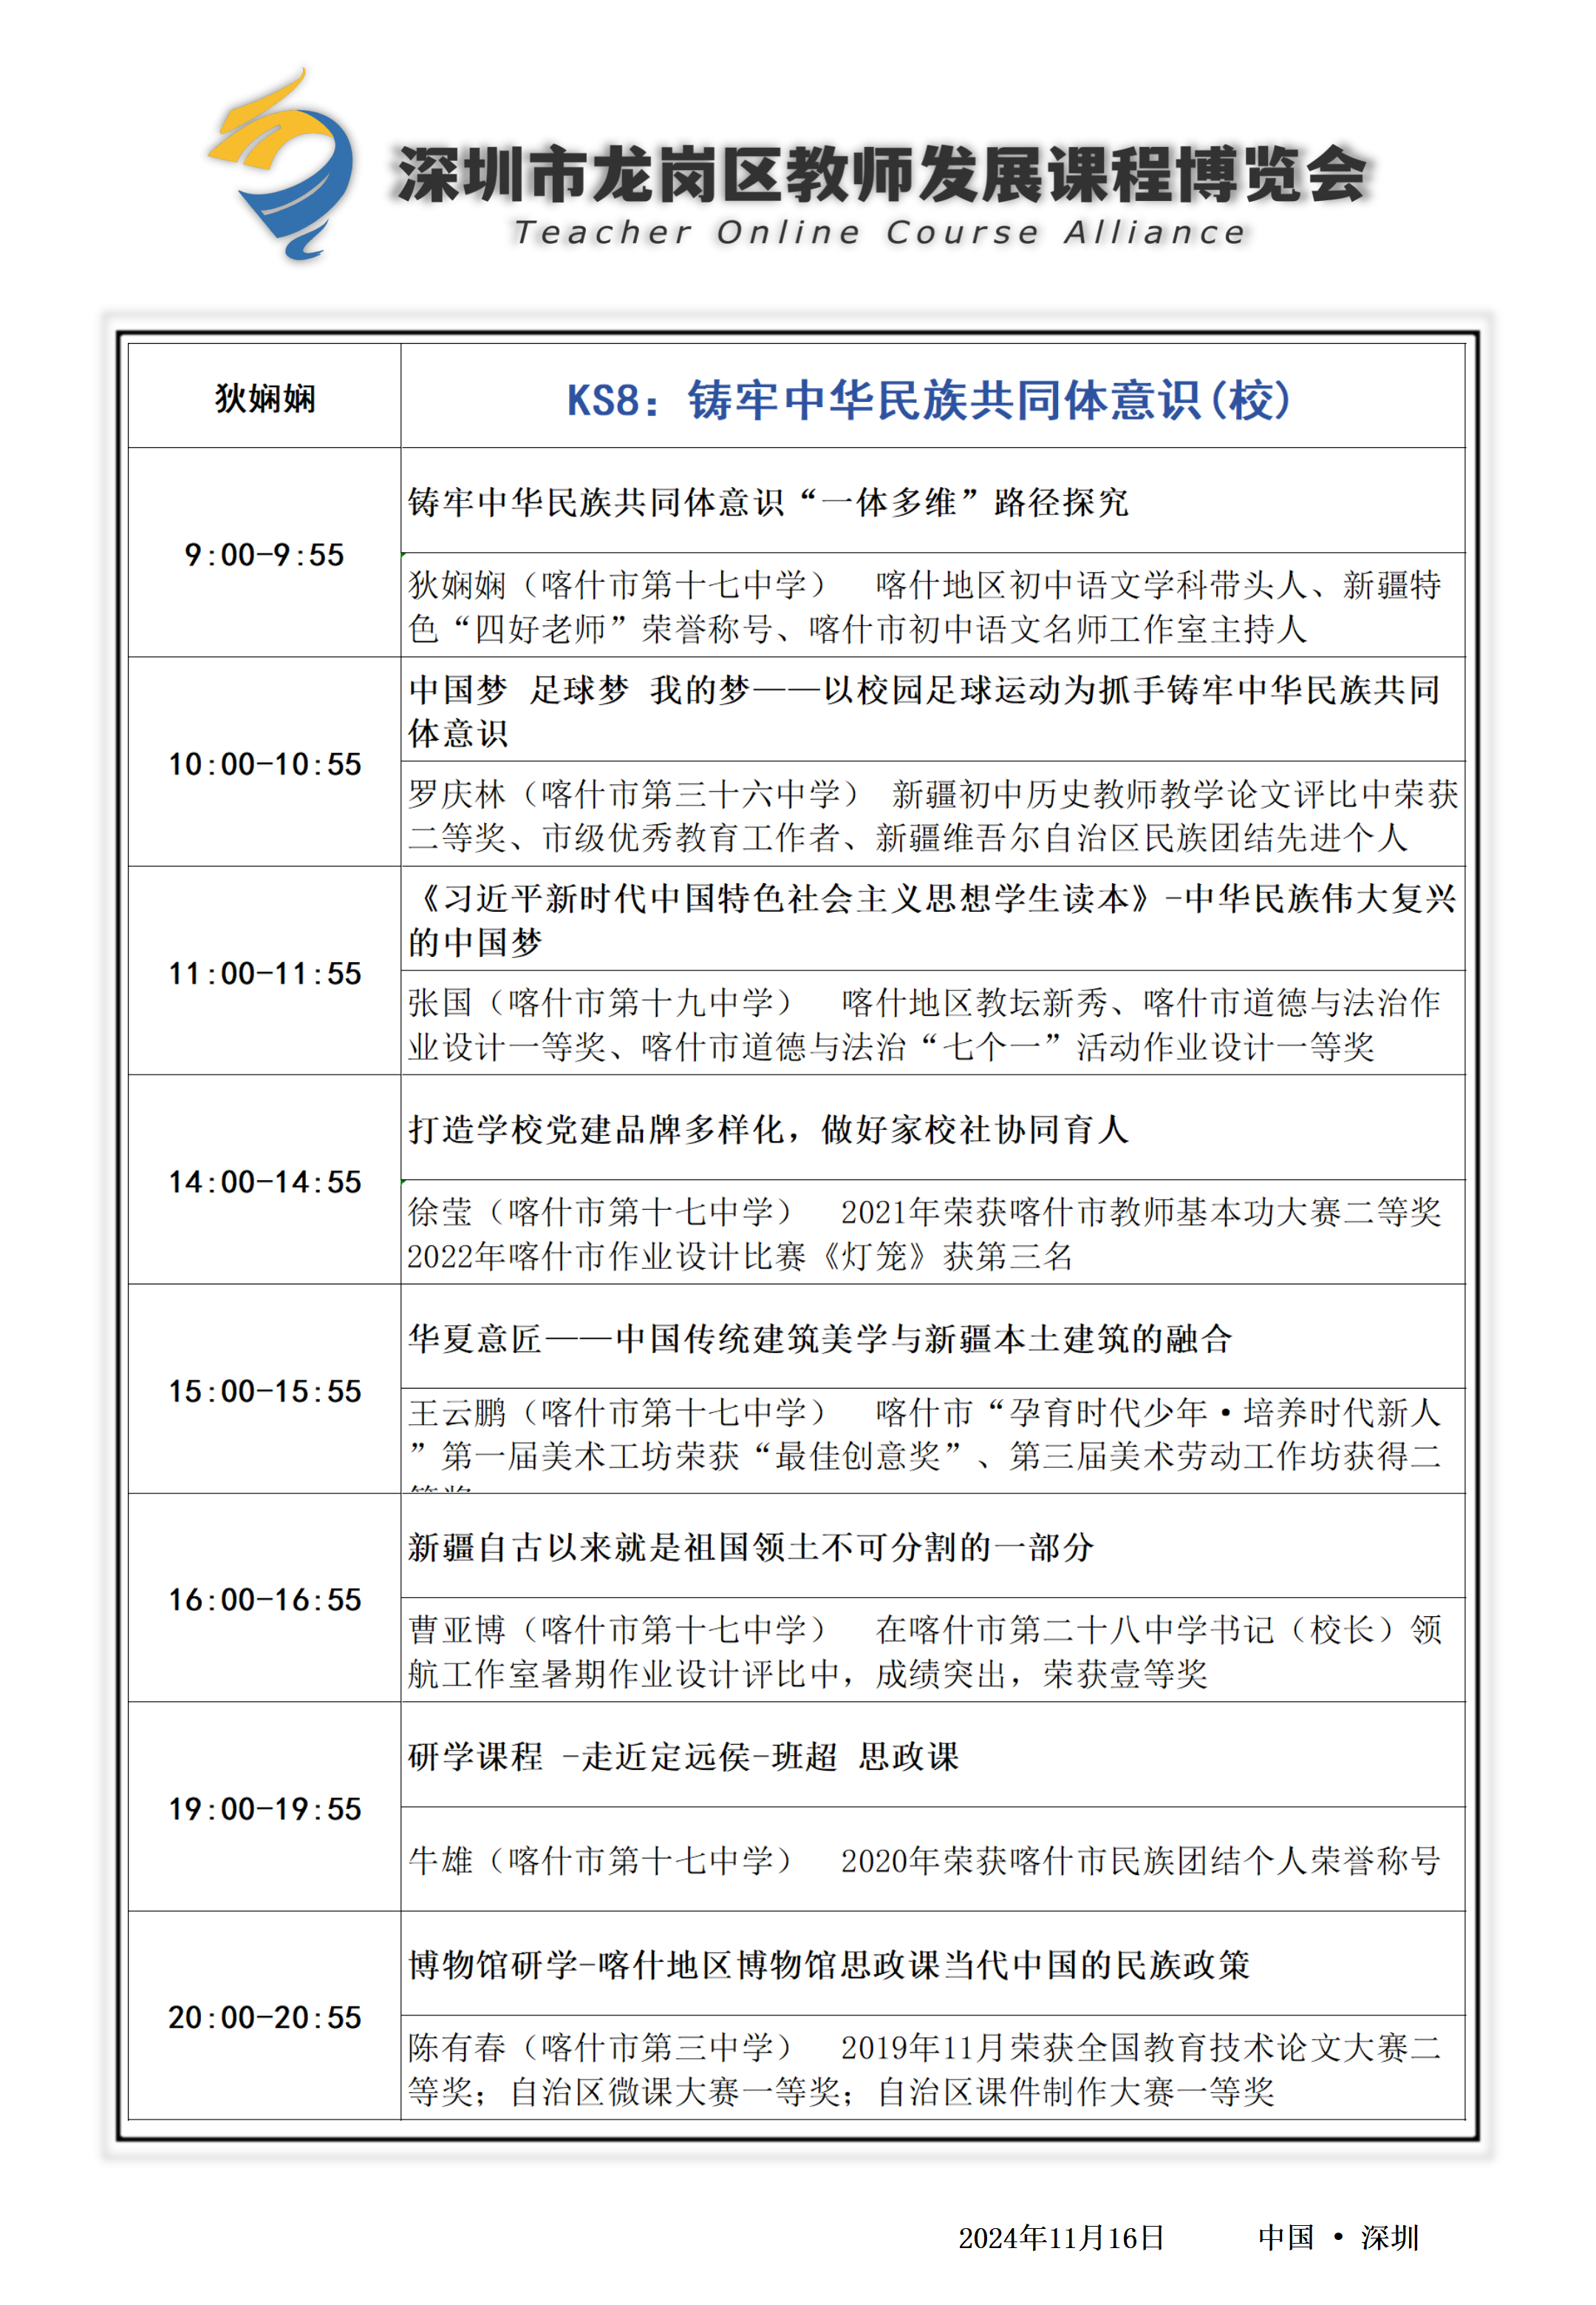 深圳市龙岗区教师发展课程博览会
Teacher Online Course Alliance
狄娴娴
KS8：铸牢中华民族共同体意识(校)
9:00-9:55
铸牢中华民族共同体意识“一体多维”路径探究
狄娴娴（喀什市第十七中学） 喀什地区初中语文学科带头人、新疆特
色“四好老师”荣誉称号、喀什市初中语文名师工作室主持人
10:00-10:55
中国梦 足球梦 我的梦——以校园足球运动为抓手铸牢中华民族共同
体意识
罗庆林（喀什市第三十六中学） 新疆初中历史教师教学论文评比中荣获
二等奖、市级优秀教育工作者、新疆维吾尔自治区民族团结先进个人
11:00-11:55
《习近平新时代中国特色社会主义思想学生读本》-中华民族伟大复兴
的中国梦
张国（喀什市第十九中学） 喀什地区教坛新秀、喀什市道德与法治作
业设计一等奖、喀什市道德与法治“七个一”活动作业设计一等奖
14:00-14:55
打造学校党建品牌多样化，做好家校社协同育人
徐莹（喀什市第十七中学） 2021年荣获喀什市教师基本功大赛二等奖
2022年喀什市作业设计比赛《灯笼》获第三名
15:00-15:55
华夏意匠——中国传统建筑美学与新疆本土建筑的融合
王云鹏（喀什市第十七中学） 喀什市“孕育时代少年·培养时代新人
”第一届美术工坊荣获“最佳创意奖”、第三届美术劳动工作坊获得二
16:00-16:55
新疆自古以来就是祖国领土不可分割的一部分
曹亚博（喀什市第十七中学） 在喀什市第二十八中学书记（校长）领
航工作室暑期作业设计评比中，成绩突出，荣获壹等奖
19:00-19:55
研学课程 -走近定远侯-班超 思政课
牛雄（喀什市第十七中学） 2020年荣获喀什市民族团结个人荣誉称号
20:00-20:55
博物馆研学-喀什地区博物馆思政课当代中国的民族政策
陈有春（喀什市第三中学） 2019年11月荣获全国教育技术论文大赛二
等奖；自治区微课大赛一等奖；自治区课件制作大赛一等奖
2024年11月16日 中国 · 深圳